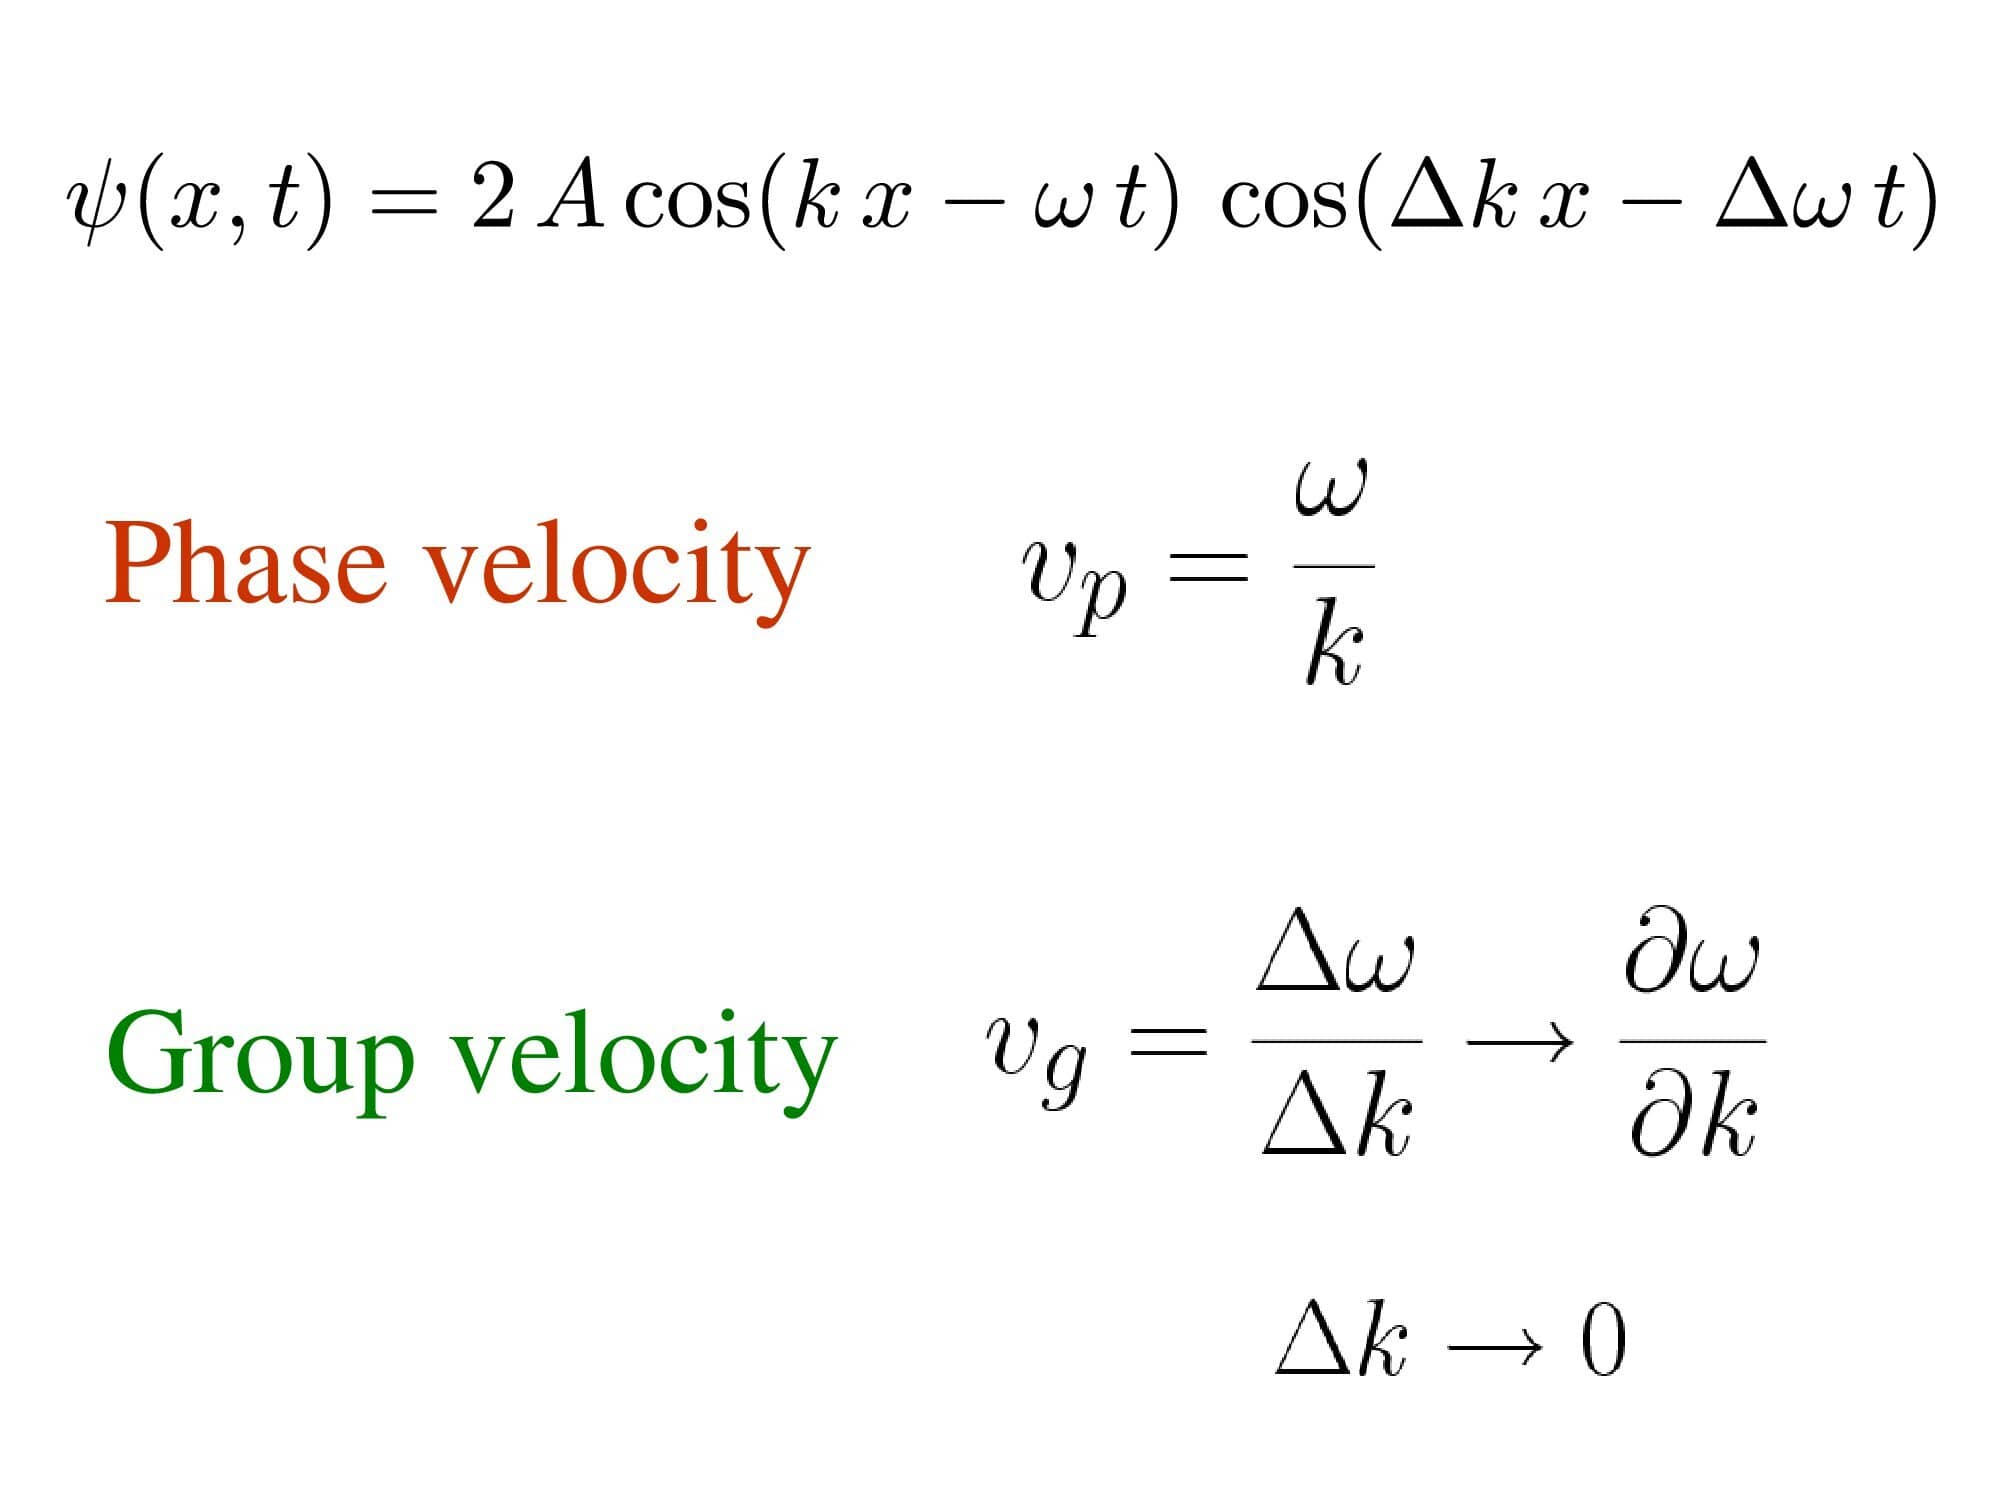 ψ(x, t) = 2 A cos(k x − ω t) cos(Δk x − Δω t)
Phase velocity v_p = ω/k
Group velocity v_g = Δω/Δk → ∂ω/∂k
Δk → 0